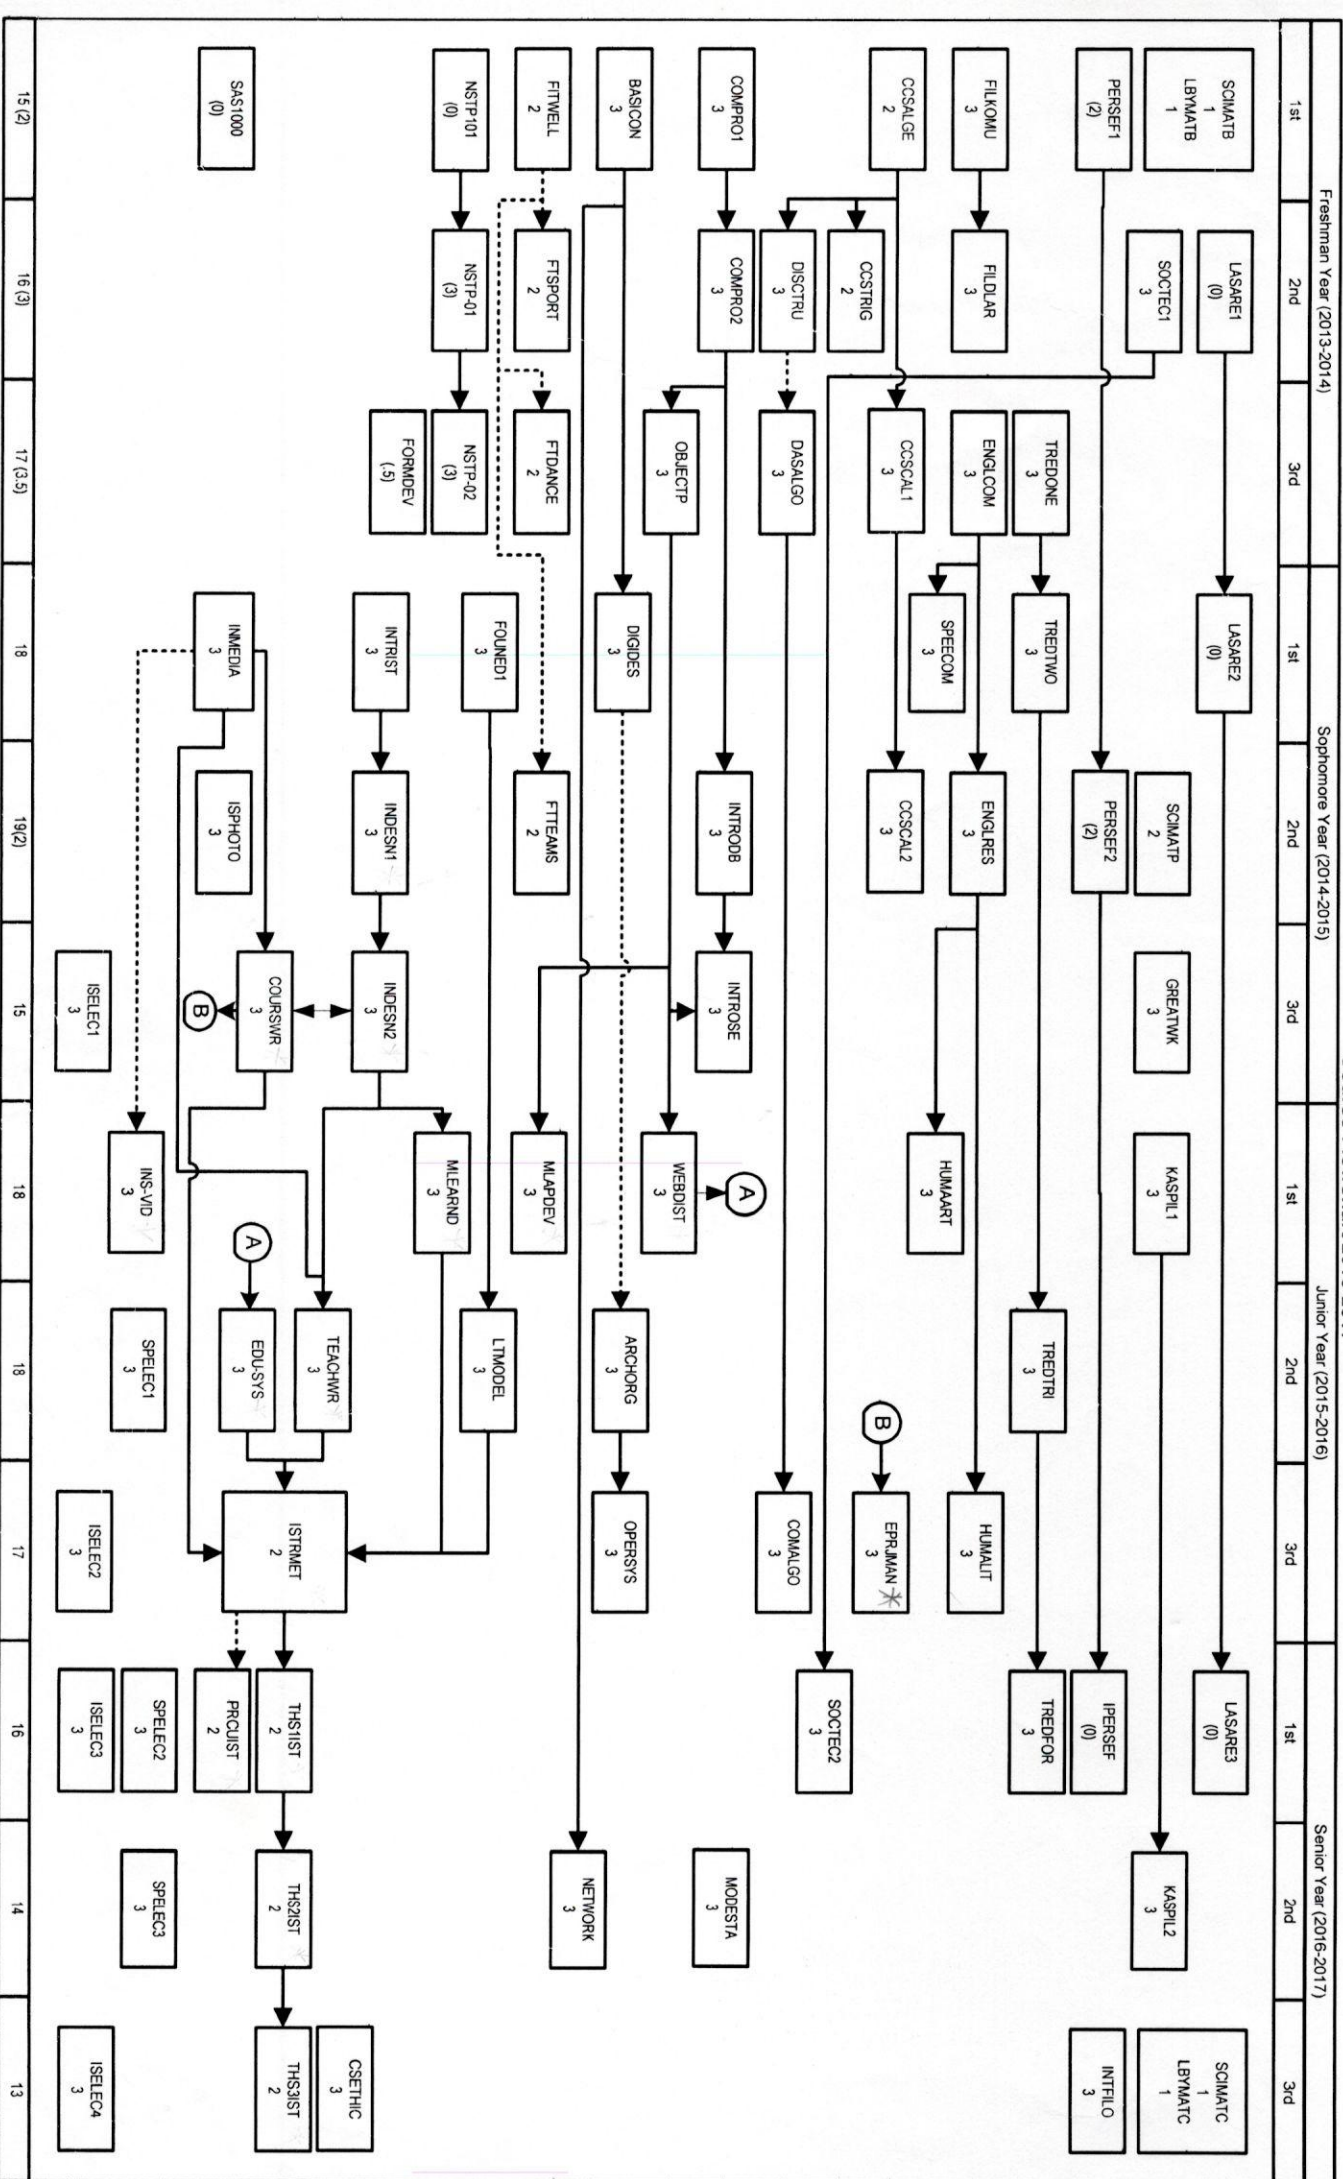 Freshman Year (2013-2014)
Sophomore Year (2014-2015)
Junior Year (2015-2016)
Senior Year (2016-2017)
1st
2nd
3rd
1st
2nd
3rd
1st
2nd
3rd
1st
2nd
3rd
SCIMATB
1
LBYMATB
1
PERSEF1
(2)
FILKOMU
3
CCSALGE
2
COMPRO1
3
BASICON
3
FITWELL
2
NSTP101
(0)
SAS1000
(0)
15 (2)
LASARE1
(0)
SOCTEC1
3
FILDLAR
3
CCSTRIG
2
DISCTRU
3
COMPRO2
3
FTSPORT
2
NSTP-01
(3)
16 (3)
TREDONE
3
ENGLCOM
3
CCSCAL1
3
DASALGO
3
OBJECTP
3
FTDANCE
2
NSTP-02
(3)
FORMDEV
(.5)
17 (3.5)
LASARE2
(0)
TREDTWO
3
SPEECOM
3
DIGIDES
3
FOUNED1
3
INTRIST
3
INMEDIA
3
18
SCIMATP
2
PERSEF2
(2)
ENGLRES
3
CCSCAL2
3
INTRODB
3
FTTEAMS
2
INDESN1
3
ISPHOTO
3
19(2)
GREATWK
3
INTROSE
3
INDESN2
3
COURSWR
3
B
ISELEC1
3
15
KASPIL1
3
HUMAART
3
A
WEBDIST
3
MLAPDEV
3
MLEARND
3
A
INS-VID
3
18
TREDTRI
3
B
ARCHORG
3
LTMODEL
3
TEACHWR
3
EDU-SYS
3
SPELEC1
3
18
HUMALIT
3
EPRJMAN *
3
COMALGO
3
OPERSYS
3
ISTRMET
2
ISELEC2
3
17
LASARE3
(0)
IPERSEF
(0)
TREDFOR
3
SOCTEC2
3
THS1IST
2
PRCUIST
2
SPELEC2
3
ISELEC3
3
16
KASPIL2
3
MODESTA
3
NETWORK
3
THS2IST
2
SPELEC3
3
14
SCIMATC
1
LBYMATC
1
INTFILO
3
CSETHIC
3
THS3IST
2
ISELEC4
3
13